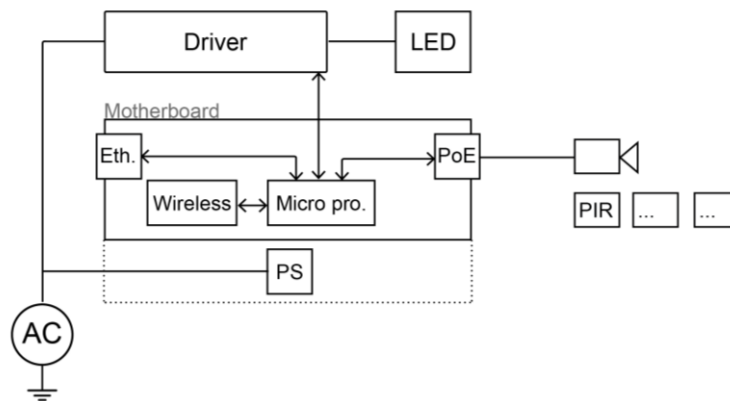 Driver
LED
Motherboard
Eth.
PoE
Wireless
Micro pro.
PIR
...
...
PS
AC